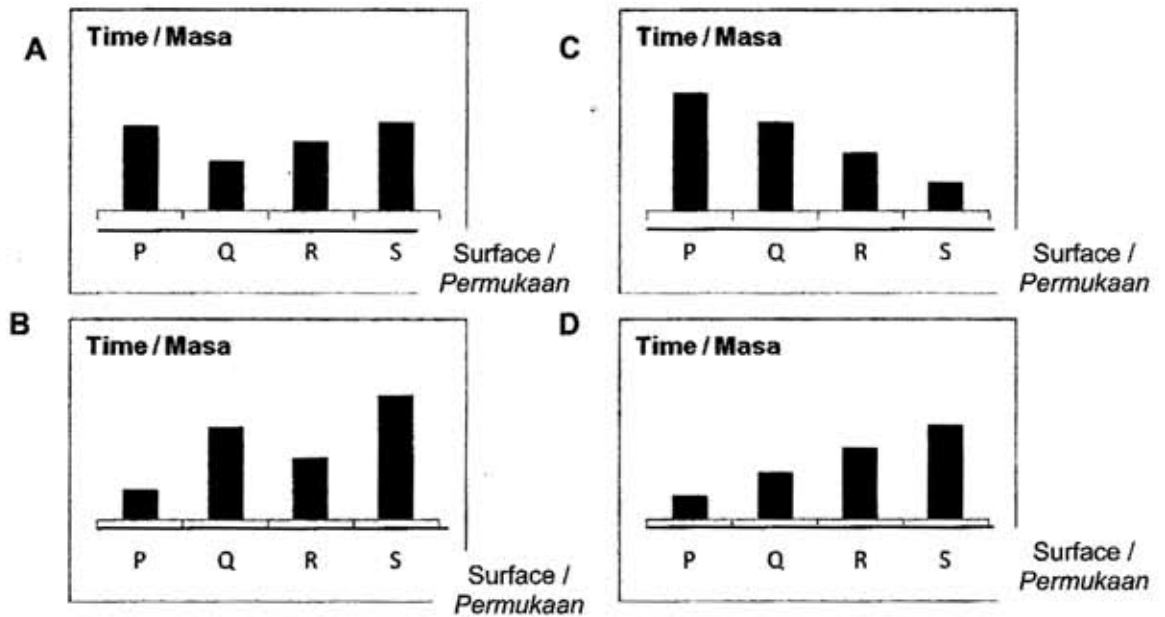 A
Time / Masa
P Q R S
Surface /
Permukaan
B
Time / Masa
P Q R S
Surface /
Permukaan
C
Time / Masa
P Q R S
Surface /
Permukaan
D
Time / Masa
P Q R S
Surface /
Permukaan